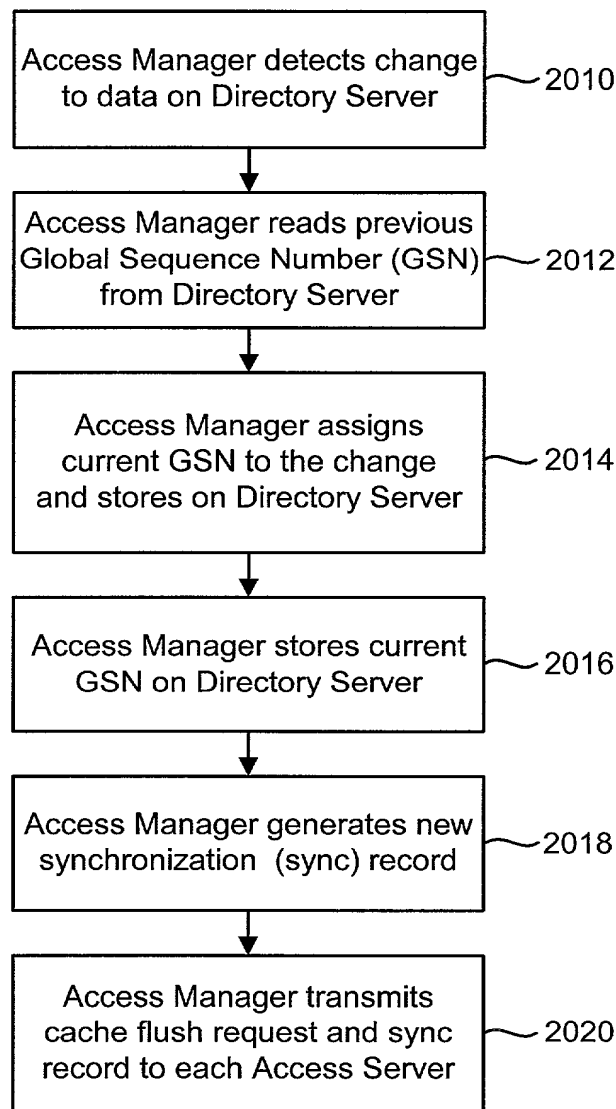 Access Manager detects change
to data on Directory Server
2010
Access Manager reads previous
Global Sequence Number (GSN)
from Directory Server
2012
Access Manager assigns
current GSN to the change
and stores on Directory Server
2014
Access Manager stores current
GSN on Directory Server
2016
Access Manager generates new
synchronization (sync) record
2018
Access Manager transmits
cache flush request and sync
record to each Access Server
2020